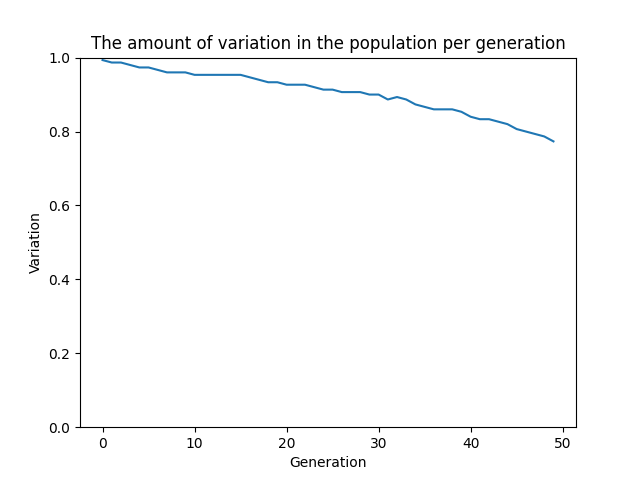 The amount of variation in the population per generation
1.0
0.8
0.6
0.4
0.2
0.0
Variation
0 10 20 30 40 50
Generation